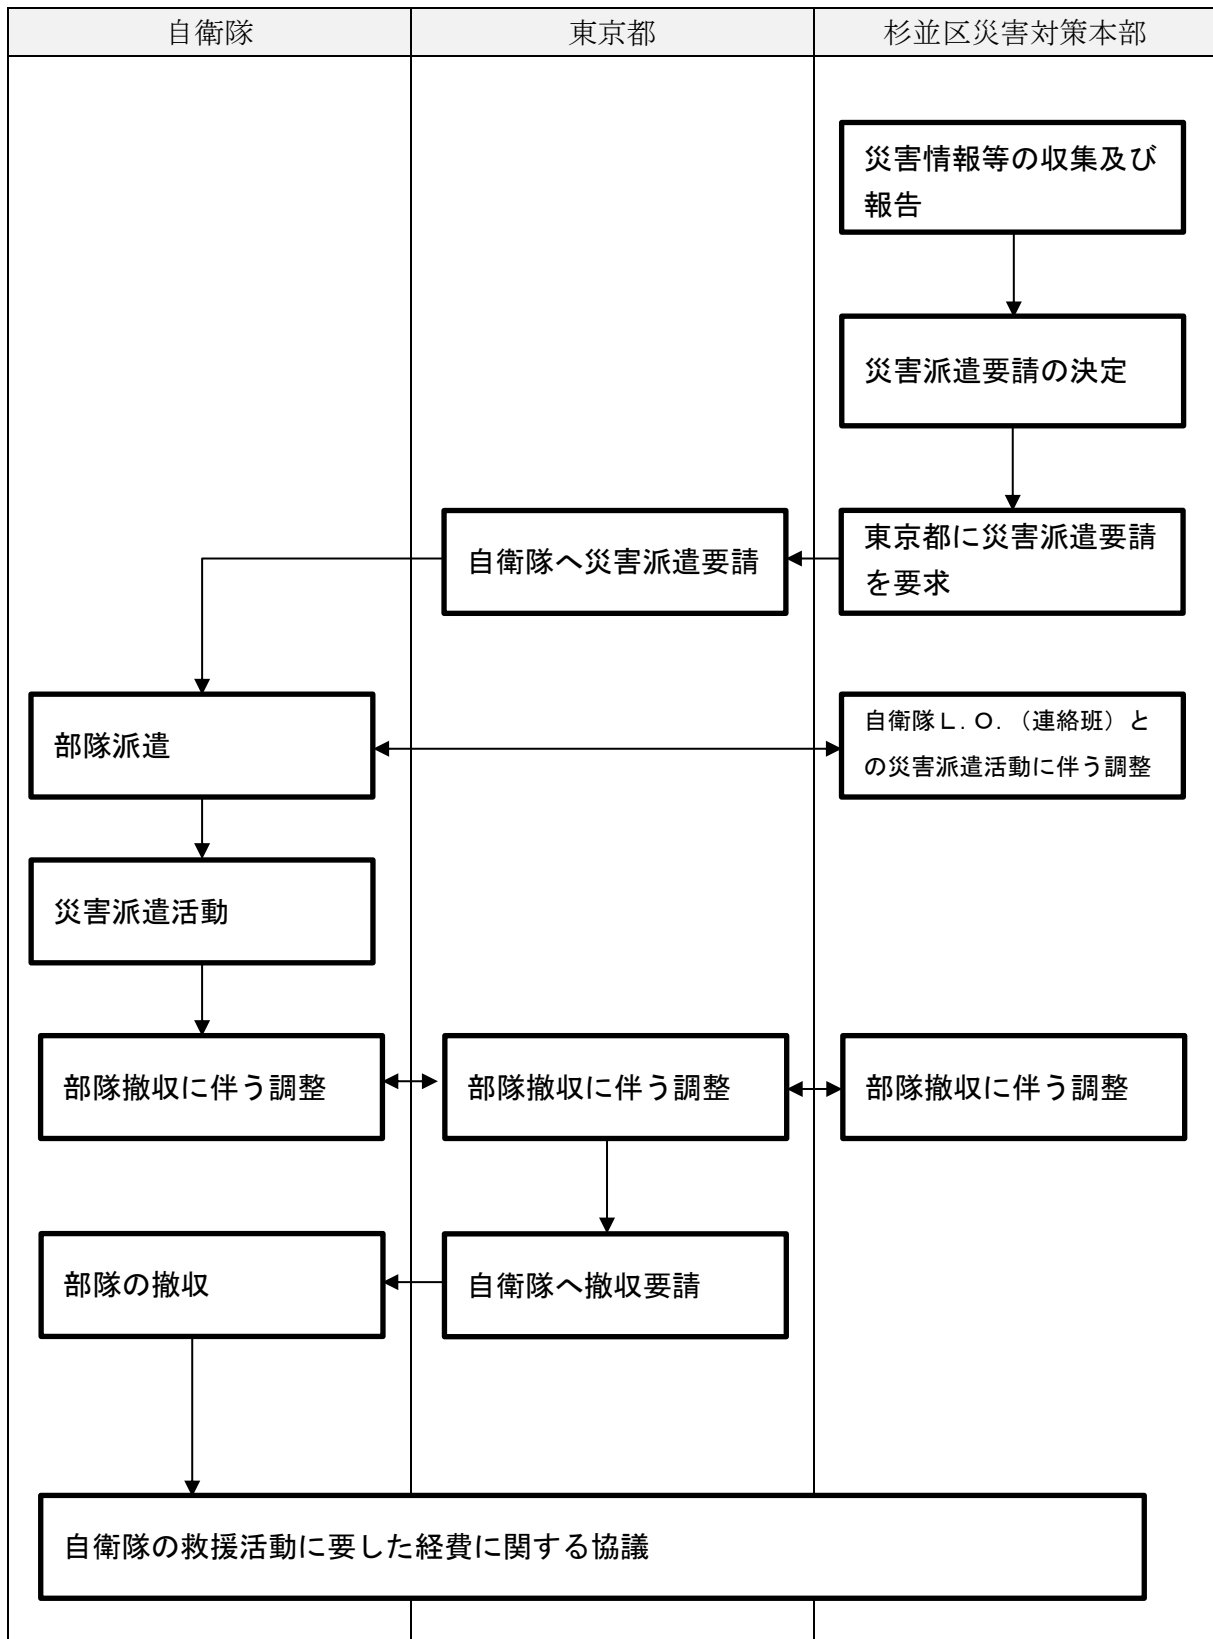 自衛隊
東京都
杉並区災害対策本部
災害情報等の収集及び
報告
災害派遣要請の決定
自衛隊へ災害派遣要請
東京都に災害派遣要請
を要求
部隊派遣
自衛隊L.O.（連絡班）と
の災害派遣活動に伴う調整
災害派遣活動
部隊撤収に伴う調整
部隊撤収に伴う調整
部隊撤収に伴う調整
部隊の撤収
自衛隊へ撤収要請
自衛隊の救援活動に要した経費に関する協議